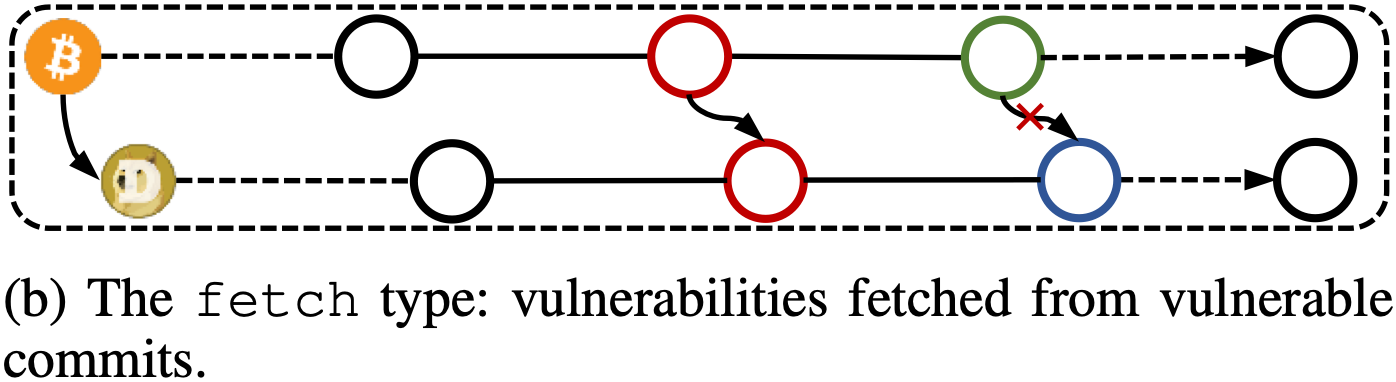 ₿
D
(b) The fetch type: vulnerabilities fetched from vulnerable
commits.